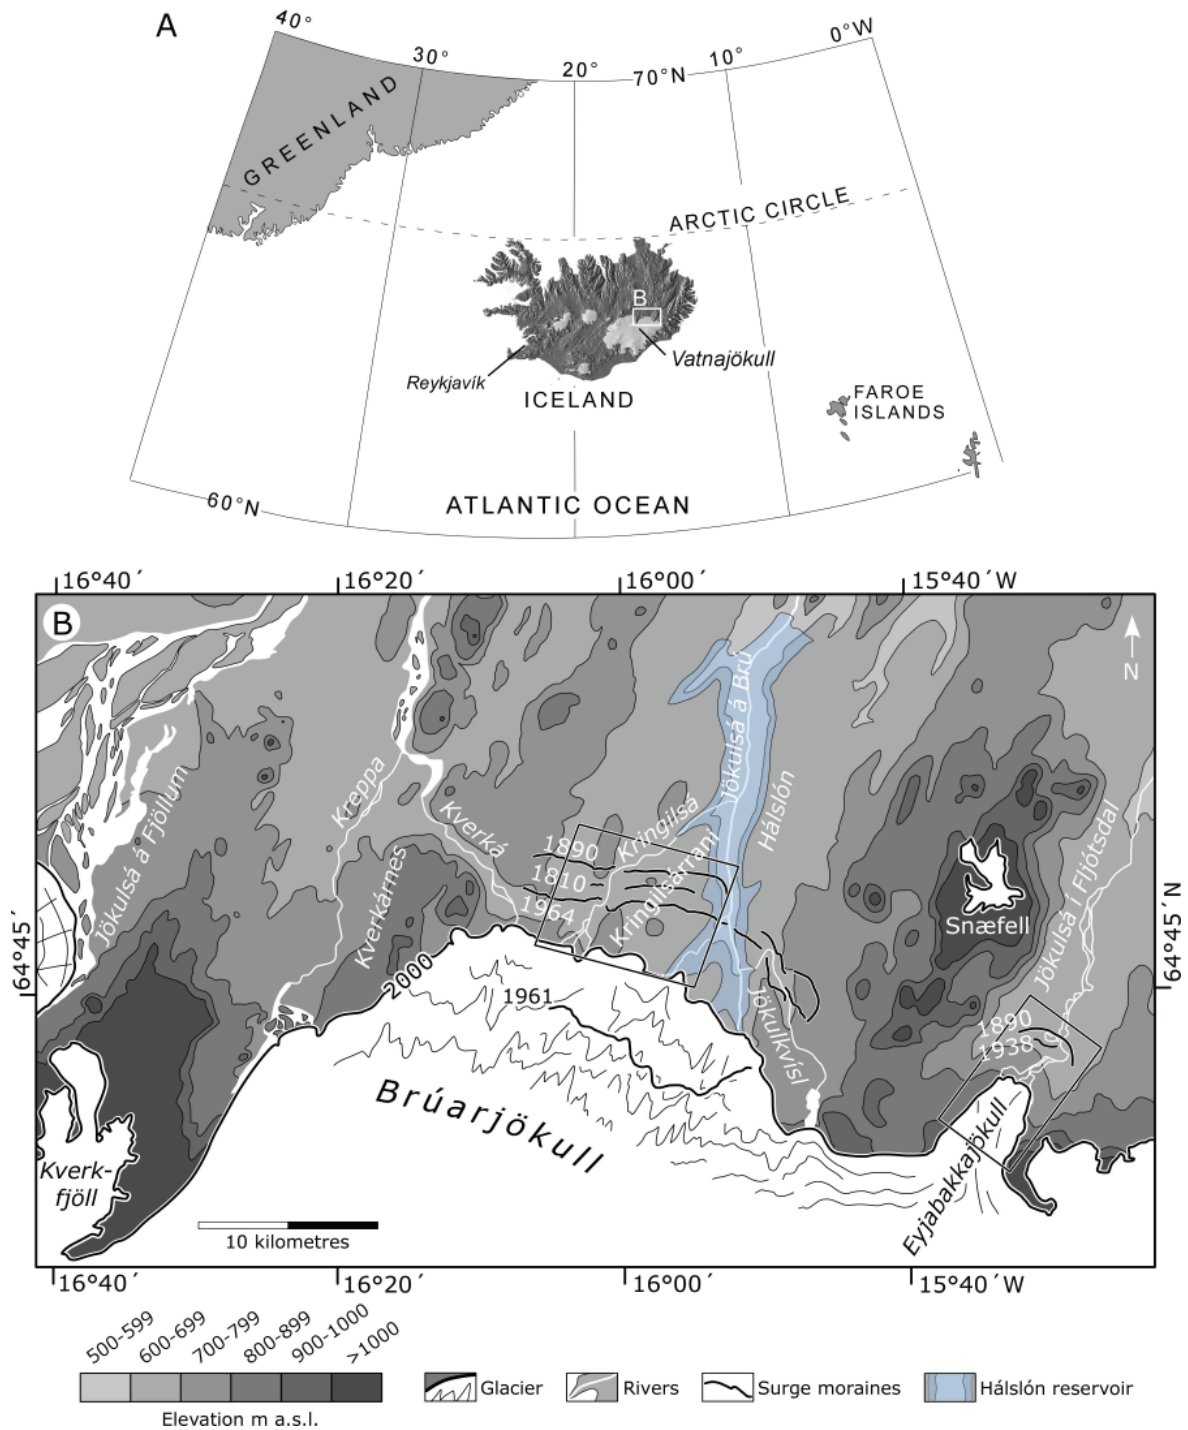 A
40°
30°
20°
70°N
10°
0°W
GREENLAND
ARCTIC CIRCLE
B
Vatnajökull
Reykjavík
ICELAND
FAROE
ISLANDS
60°N
ATLANTIC OCEAN
16°40´
16°20´
16°00´
15°40´W
B
N
Jökulsá á Brú
Jökulsá á Fjöllum
Kreppa
Kverká
Kringilsá
Hálslón
Jökulsá í Fljótsdal
1890
1810
1964
Kringilsárrani
Kverkárnes
Snæfell
64°45´
64°45´N
2000
1961
Jökulkvísl
1890
1938
Brúarjökull
Kverk-
fjöll
Eyjabakkajökull
10 kilometres
16°40´
16°20´
16°00´
15°40´W
500-599
600-699
700-799
800-899
900-1000
>1000
Elevation m a.s.l.
Glacier
Rivers
Surge moraines
Hálslón reservoir